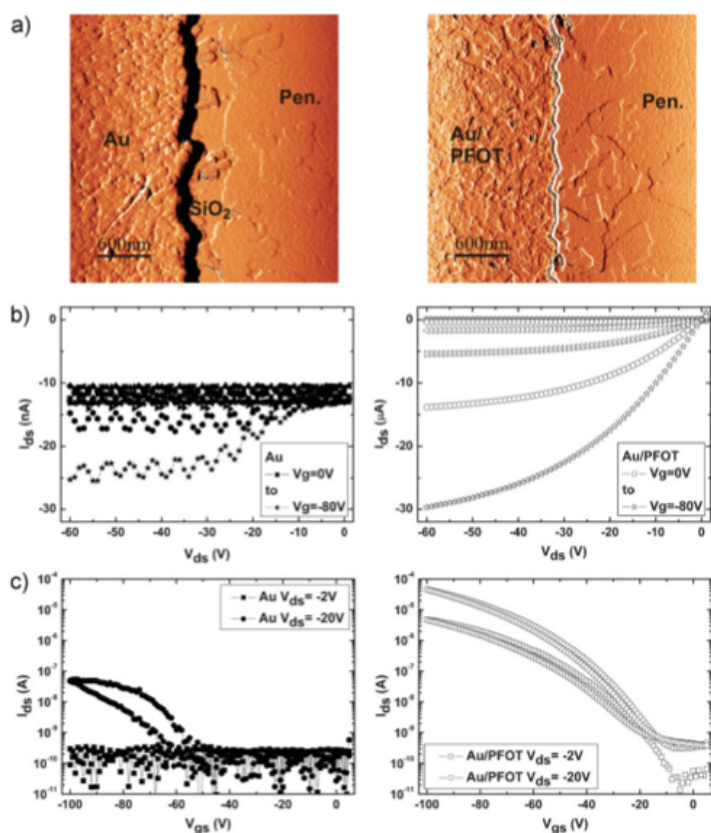 a)
Au
SiO2
Pen.
600nm
Au/
PFOT
Pen.
600nm
b)
0
-10
-20
-30
Ids (nA)
-60 -50 -40 -30 -20 -10 0
Vds (V)
Au
Vg=0V
to
Vg=-80V
0
-10
-20
-30
Ids (µA)
-60 -50 -40 -30 -20 -10 0
Vds (V)
Au/PFOT
Vg=0V
to
Vg=-80V
c)
10-4
10-5
10-6
10-7
10-8
10-9
10-10
10-11
Ids (A)
-100 -80 -60 -40 -20 0
Vgs (V)
Au Vds= -2V
Au Vds= -20V
10-4
10-5
10-6
10-7
10-8
10-9
10-10
10-11
Ids (A)
-100 -80 -60 -40 -20 0
Vgs (V)
Au/PFOT Vds= -2V
Au/PFOT Vds= -20V